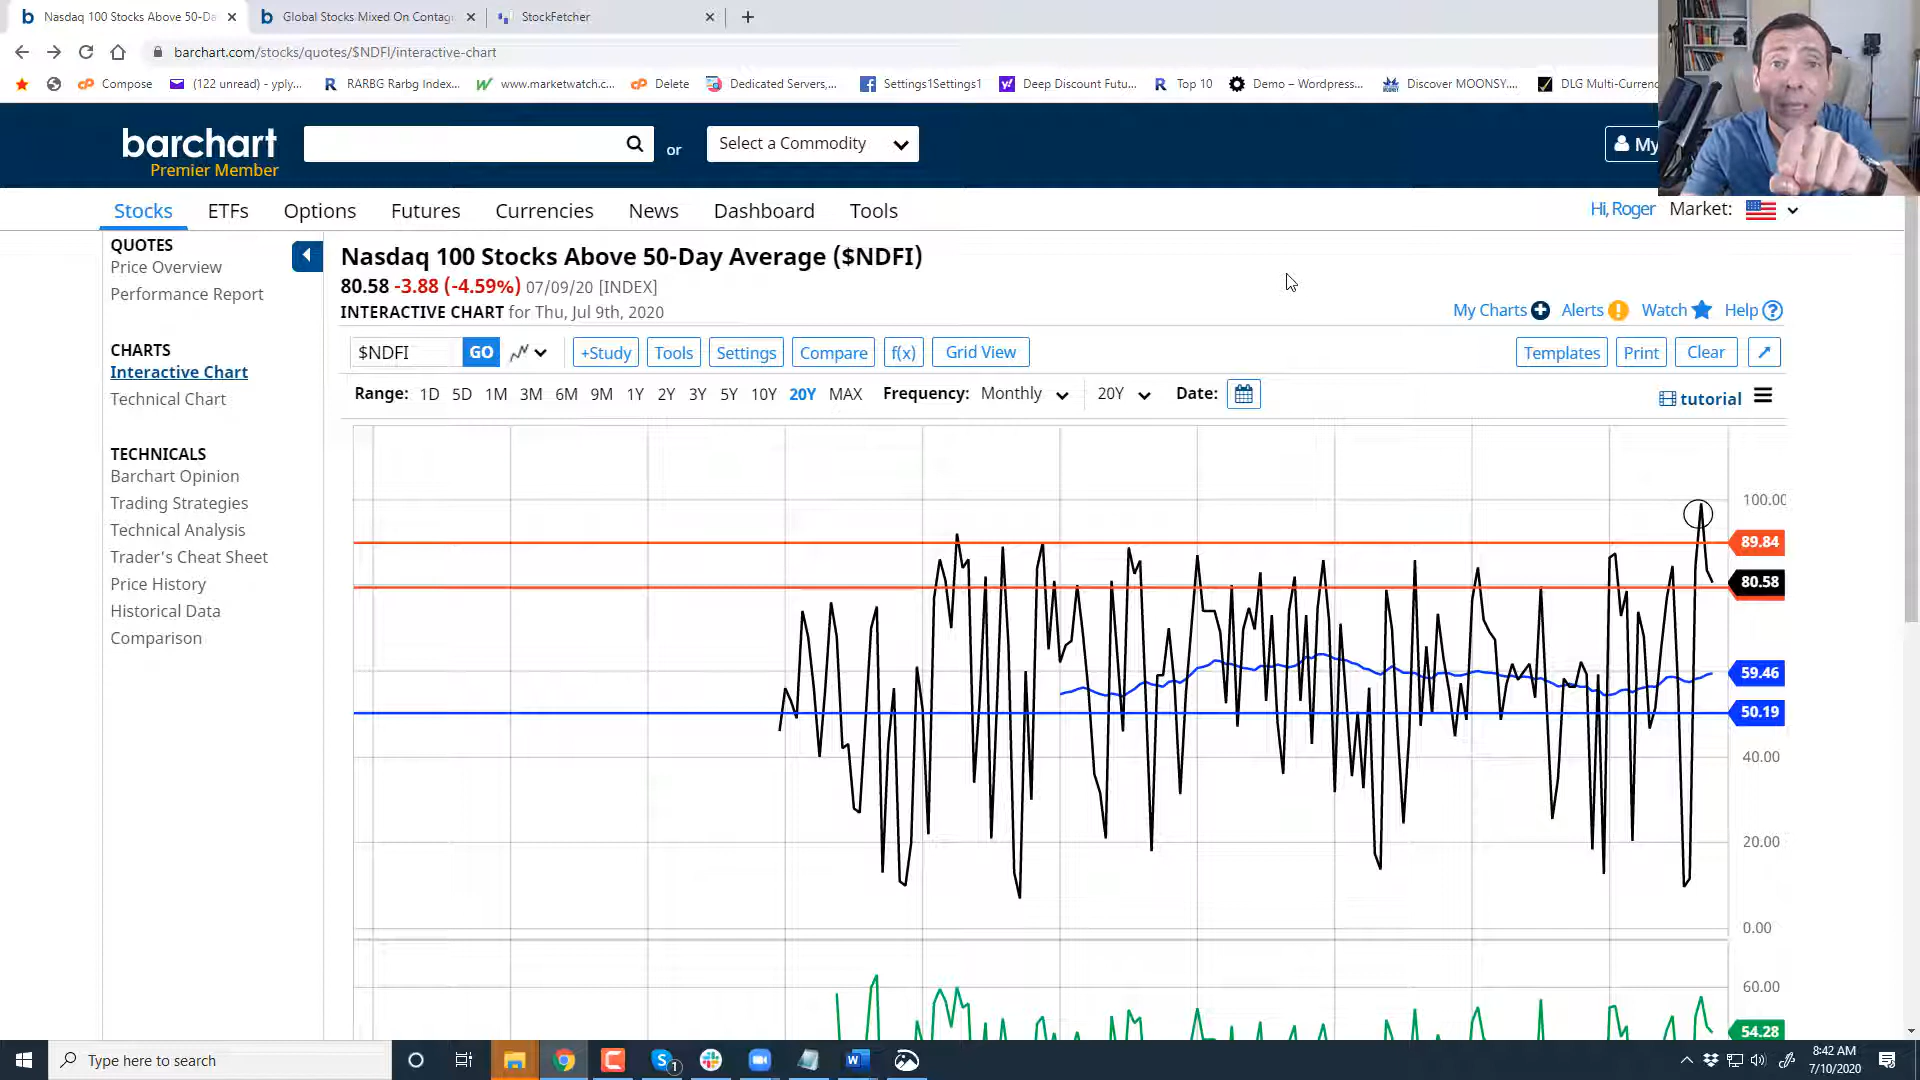 Nasdaq 100 Stocks Above 50-Da
Global Stocks Mixed On Contag
StockFetcher
barchart.com/stocks/quotes/$NDFI/interactive-chart
Compose
(122 unread) - yply...
RARBG Rarbg Index...
www.marketwatch.c...
Delete
Dedicated Servers,...
Settings1Settings1
Deep Discount Futu...
Top 10
Demo – Wordpress...
Discover MOONSY....
DLG Multi-Curren
barchart
Premier Member
or
Select a Commodity
My
Stocks
ETFs
Options
Futures
Currencies
News
Dashboard
Tools
Hi, Roger
Market:
QUOTES
Price Overview
Performance Report
CHARTS
Interactive Chart
Technical Chart
TECHNICALS
Barchart Opinion
Trading Strategies
Technical Analysis
Trader's Cheat Sheet
Price History
Historical Data
Comparison
Nasdaq 100 Stocks Above 50-Day Average ($NDFI)
80.58 -3.88 (-4.59%) 07/09/20 [INDEX]
INTERACTIVE CHART for Thu, Jul 9th, 2020
My Charts
Alerts
Watch
Help
$NDFI
GO
+Study
Tools
Settings
Compare
f(x)
Grid View
Templates
Print
Clear
Range: 1D 5D 1M 3M 6M 9M 1Y 2Y 3Y 5Y 10Y 20Y MAX
Frequency: Monthly
20Y
Date:
tutorial
100.00
89.84
80.58
59.46
50.19
40.00
20.00
0.00
60.00
54.28
Type here to search
8:42 AM
7/10/2020